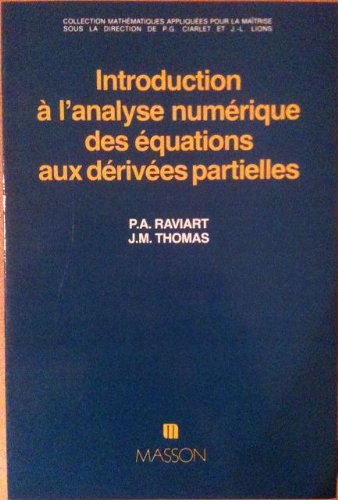 COLLECTION MATHÉMATIQUES APPLIQUÉES POUR LA MAÎTRISE
SOUS LA DIRECTION DE P.G. CIARLET ET J.-L. LIONS
Introduction
à l'analyse numérique
des équations
aux dérivées partielles
P.A. RAVIART
J.M. THOMAS
m
MASSON